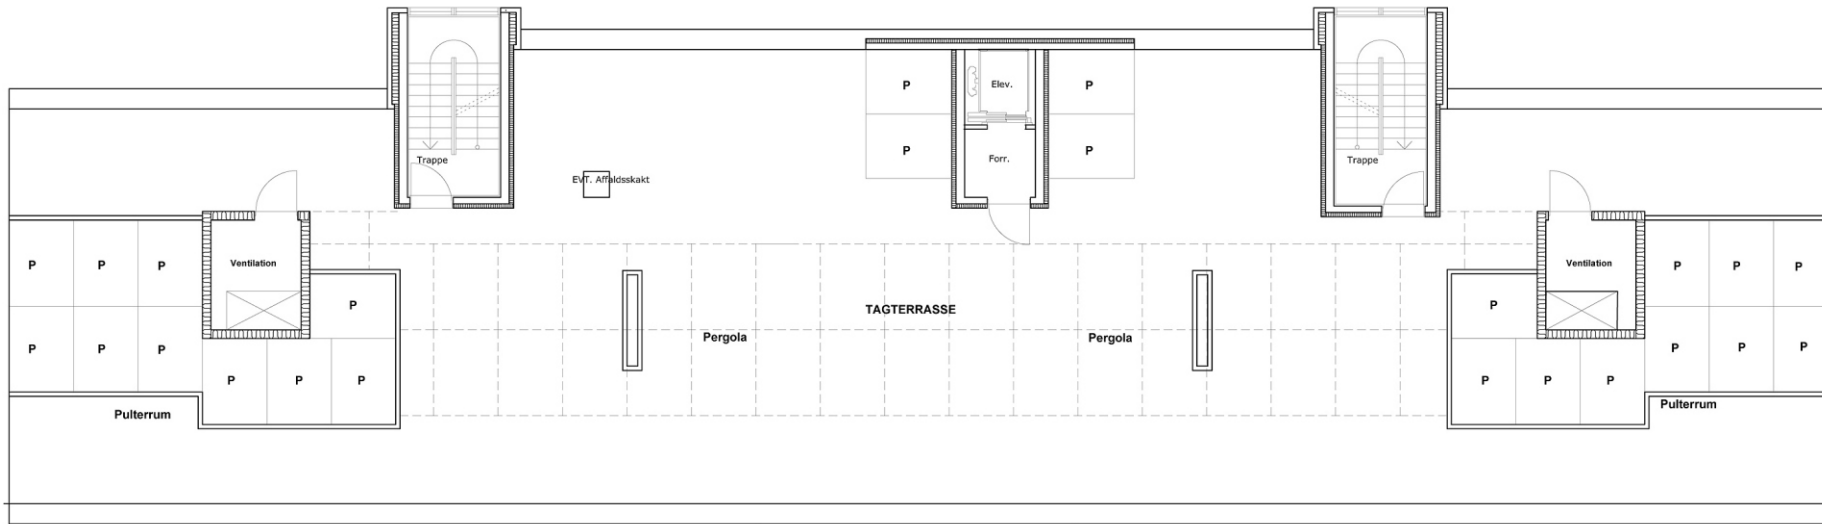 P
P
Elev.
P
P
Trappe
Forr.
Trappe
EVT. Affaldsskakt
P
P
P
Ventilation
Ventilation
P
P
P
P
TAGTERRASSE
P
Pergola
Pergola
P
P
P
P
P
P
P
P
P
P
P
P
Pulterrum
Pulterrum